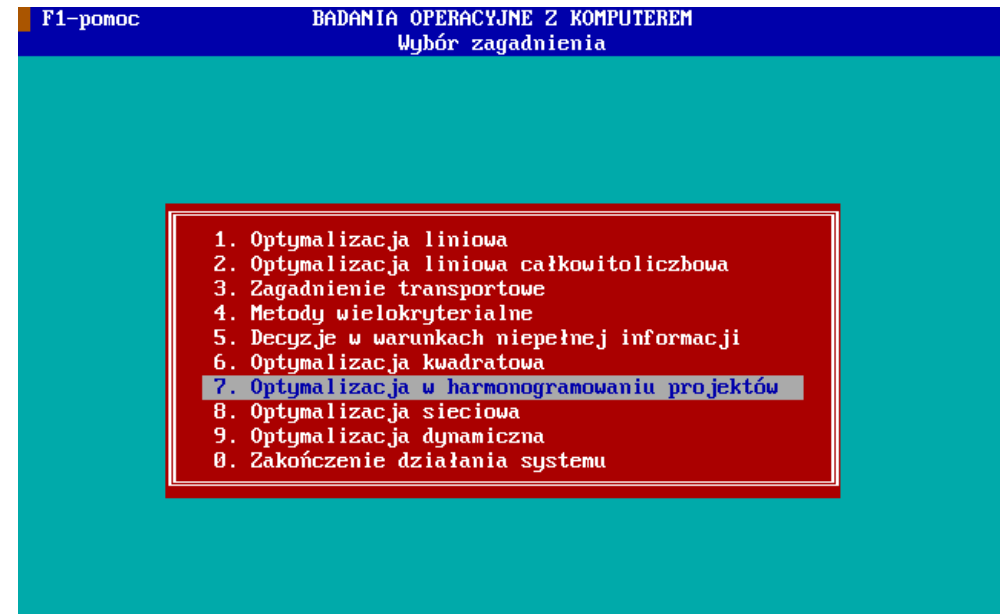 F1-pomoc BADANIA OPERACYJNE Z KOMPUTEREM
Wybór zagadnienia
1. Optymalizacja liniowa
2. Optymalizacja liniowa całkowitoliczbowa
3. Zagadnienie transportowe
4. Metody wielokryterialne
5. Decyzje w warunkach niepełnej informacji
6. Optymalizacja kwadratowa
7. Optymalizacja w harmonogramowaniu projektów
8. Optymalizacja sieciowa
9. Optymalizacja dynamiczna
0. Zakończenie działania systemu